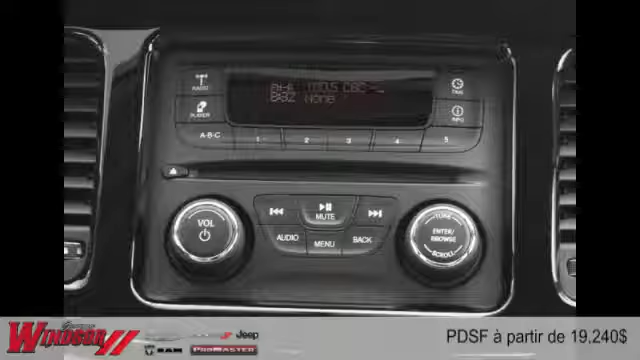 RADIO
TIME
PLAYER
INFO
A-B-C 1 2 3 4 5
VOL
MUTE
AUDIO MENU BACK
TUNE
ENTER/
BROWSE
SCROLL
WINDSOR
Jeep
RAM PROMASTER
PDSF à partir de 19,240$